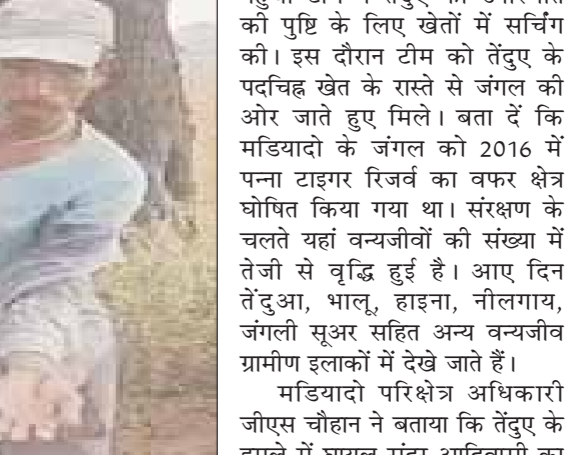 की पुष्टि के लिए खेतों में सर्चिंग
की। इस दौरान टीम को तेंदुए के
पदचिह्न खेत के रास्ते से जंगल की
ओर जाते हुए मिले। बता दें कि
मडियादो के जंगल को 2016 में
पन्ना टाइगर रिजर्व का वफर क्षेत्र
घोषित किया गया था। संरक्षण के
चलते यहां वन्यजीवों की संख्या में
तेजी से वृद्धि हुई है। आए दिन
तेंदुआ, भालू, हाइना, नीलगाय,
जंगली सूअर सहित अन्य वन्यजीव
ग्रामीण इलाकों में देखे जाते हैं।
मडियादो परिक्षेत्र अधिकारी
जीएस चौहान ने बताया कि तेंदुए के